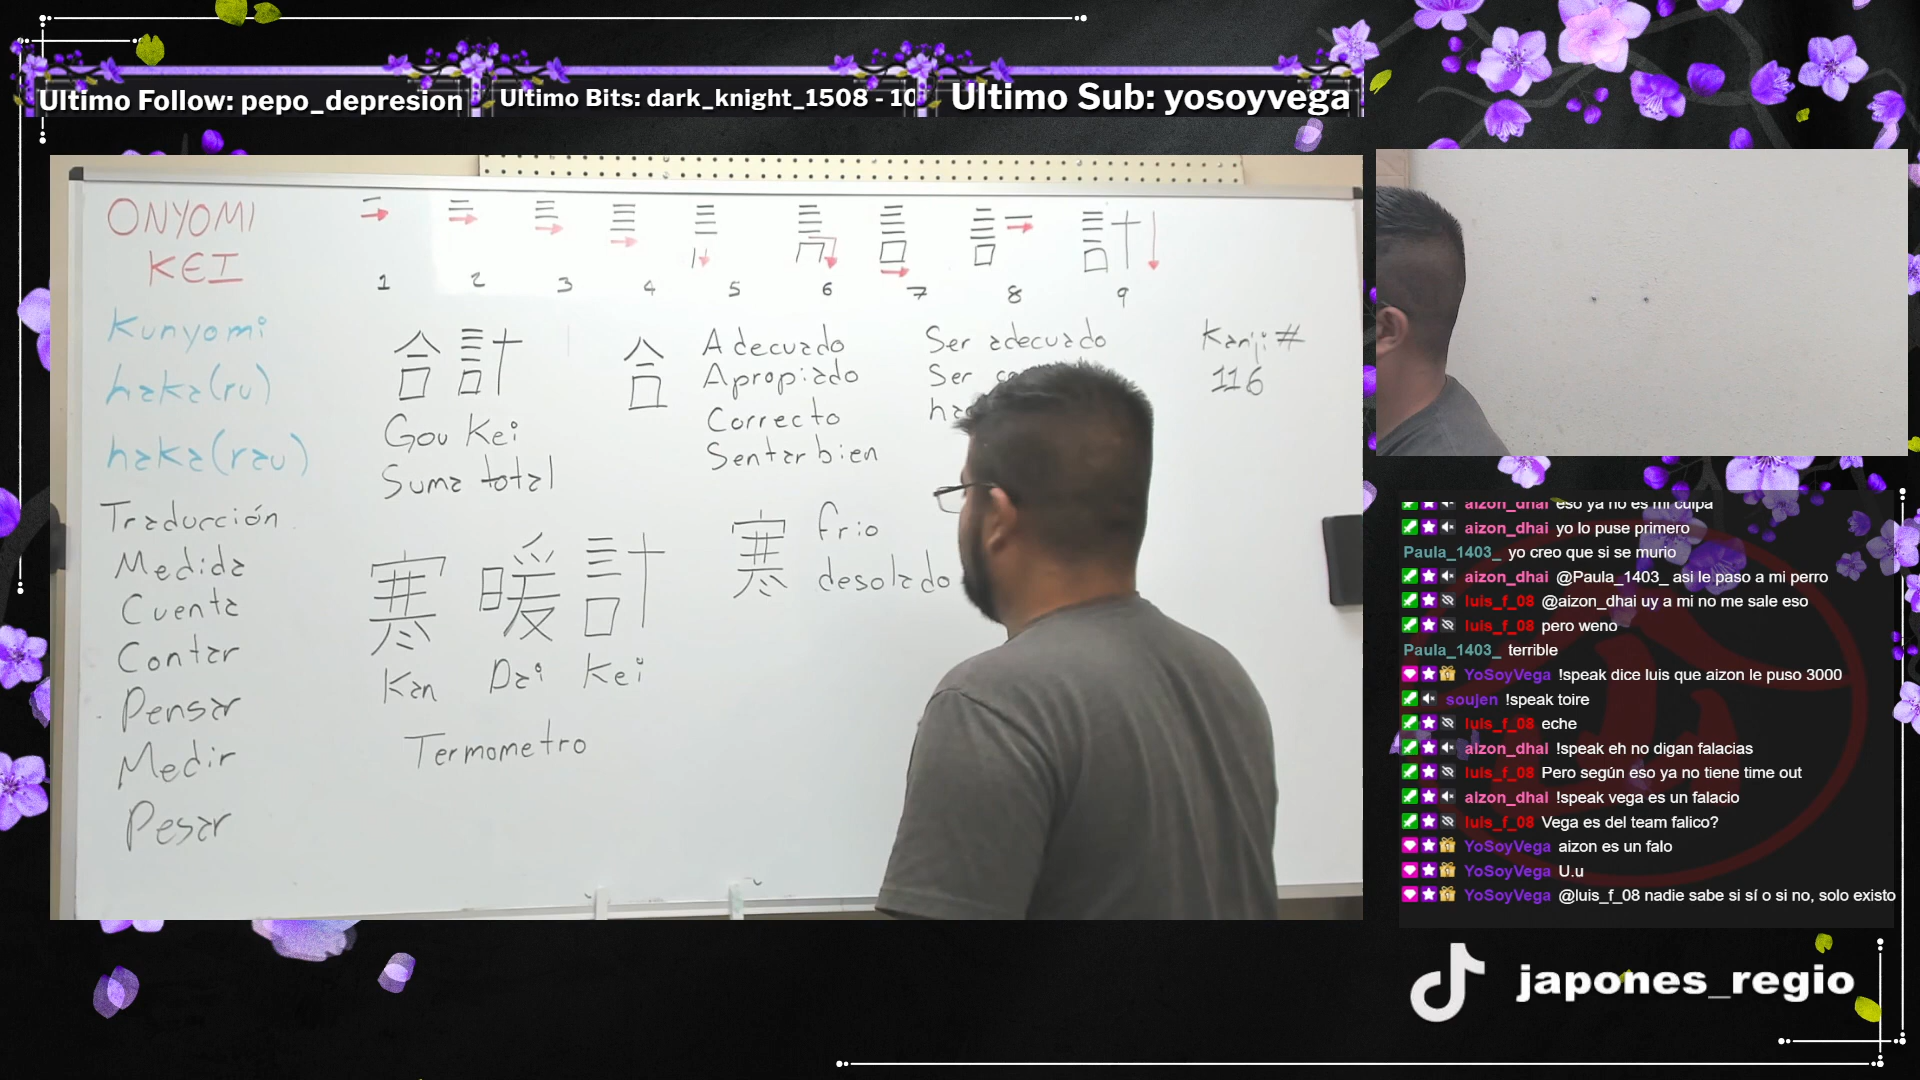 Ultimo Follow: pepo_depresion
Ultimo Bits: dark_knight_1508 - 10
Ultimo Sub: yosoyvega
ONYOMI
KEI
Kunyomi
haka(ru)
haka(rau)
Traducción
Medida
Cuenta
Contar
Pensar
Medir
Pesar
1 2 3 4 5 6 7 8 9
合計
Gou Kei
Suma total
合
Adecuado
Apropiado
Correcto
Sentar bien
Ser adecuado
Ser
Kanji #
116
寒暖計
Kan Dai Kei
Termometro
寒
frio
desolado
aizon_dhai eso ya no es mi culpa
aizon_dhai yo lo puse primero
Paula_1403_ yo creo que si se murio
aizon_dhai @Paula_1403_ asi le paso a mi perro
luis_f_08 @aizon_dhai uy a mi no me sale eso
luis_f_08 pero weno
Paula_1403_ terrible
YoSoyVega !speak dice luis que aizon le puso 3000
soujen !speak toire
luis_f_08 eche
aizon_dhai !speak eh no digan falacias
luis_f_08 Pero según eso ya no tiene time out
aizon_dhai !speak vega es un falacio
luis_f_08 Vega es del team falico?
YoSoyVega aizon es un falo
YoSoyVega U.u
YoSoyVega @luis_f_08 nadie sabe si sí o si no, solo existo
japones_regio